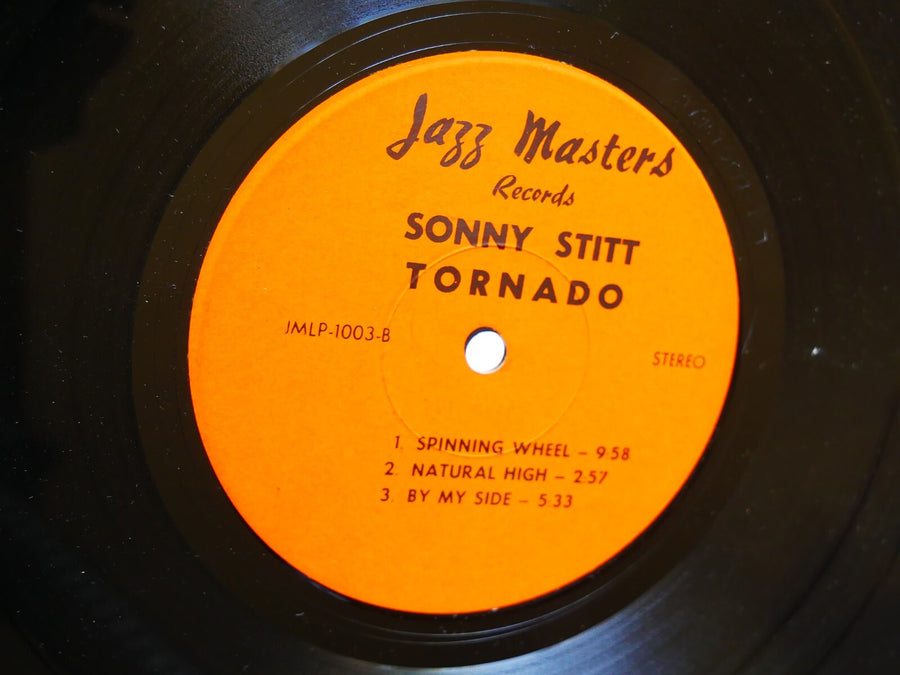 Jazz Masters
Records
SONNY STITT
TORNADO
JMLP-1003-B
STEREO
1. SPINNING WHEEL – 9:58
2. NATURAL HIGH – 2:57
3. BY MY SIDE – 5:33